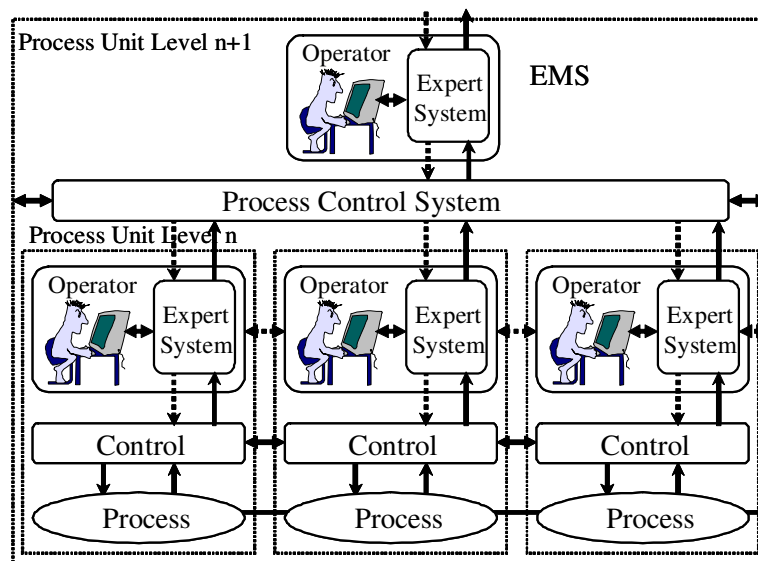 Process Unit Level n+1
Operator
Expert
System
EMS
Process Control System
Process Unit Level n
Operator
Expert
System
Control
Process
Operator
Expert
System
Control
Process
Operator
Expert
System
Control
Process